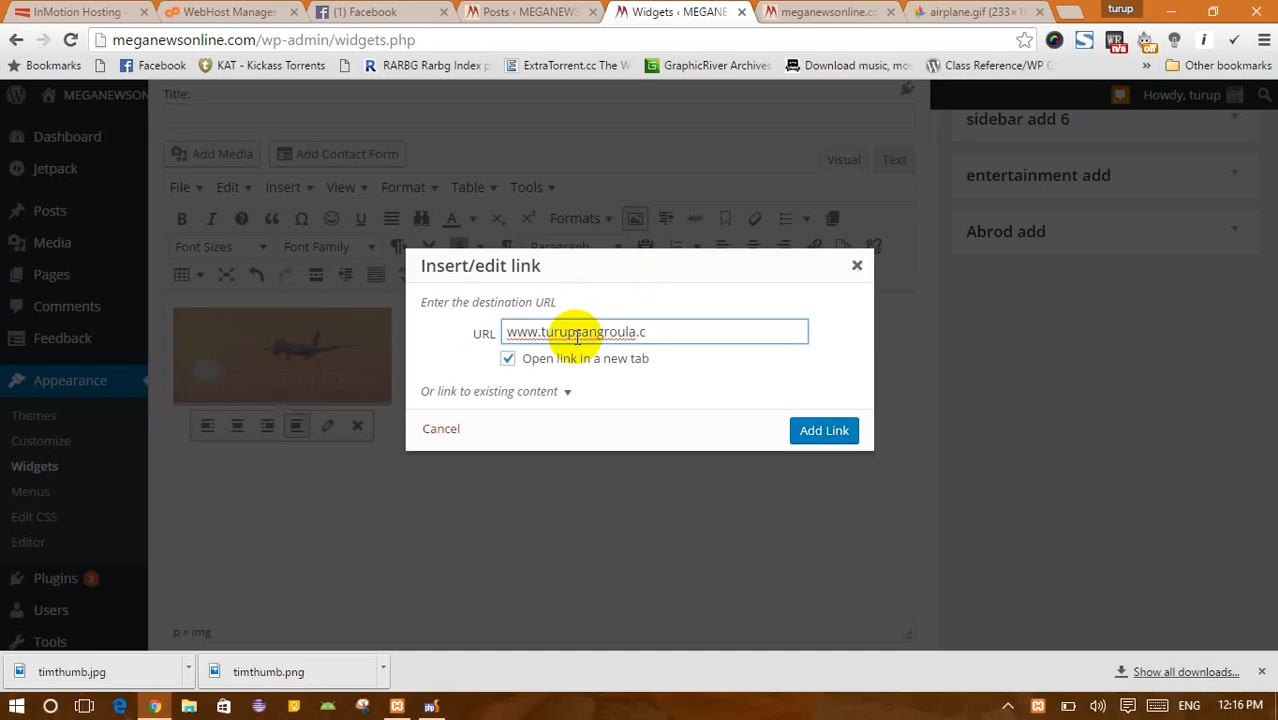 InMotion Hosting -
WebHost Manager
(1) Facebook
Posts ‹ MEGANEWSON
Widgets ‹ MEGANE
meganewsonline.co
airplane.gif (233×1
turup
meganewsonline.com/wp-admin/widgets.php
Bookmarks
Facebook
KAT - Kickass Torrents
RARBG Rarbg Index p
ExtraTorrent.cc The W
GraphicRiver Archives
Download music, mo
Class Reference/WP C
»
Other bookmarks
MEGANEWSON
Howdy, turup
Title:
Dashboard
Jetpack
Posts
Media
Pages
Comments
Feedback
Appearance
Themes
Customize
Widgets
Menus
Edit CSS
Editor
Plugins 3
Users
Tools
Add Media
Add Contact Form
Visual
Text
File
Edit
Insert
View
Format
Table
Tools
Formats
Font Sizes
Font Family
Paragraph
sidebar add 6
entertainment add
Abrod add
Insert/edit link
Enter the destination URL
URL
www.turupsangroula.c
Open link in a new tab
Or link to existing content
Cancel
Add Link
p » img
timthumb.jpg
timthumb.png
Show all downloads...
ENG
12:16 PM